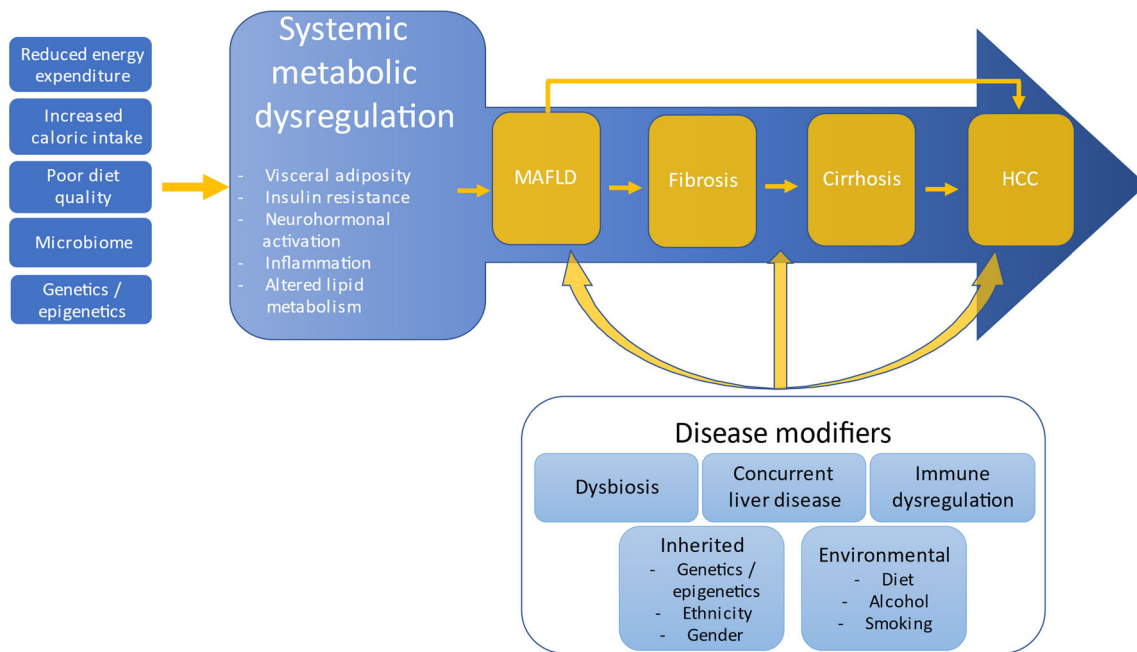 Reduced energy
expenditure
Increased
caloric intake
Poor diet
quality
Microbiome
Genetics /
epigenetics
Systemic
metabolic
dysregulation
- Visceral adiposity
- Insulin resistance
- Neurohormonal
activation
- Inflammation
- Altered lipid
metabolism
MAFLD
Fibrosis
Cirrhosis
HCC
Disease modifiers
Dysbiosis
Concurrent
liver disease
Immune
dysregulation
Inherited
- Genetics /
epigenetics
- Ethnicity
- Gender
Environmental
- Diet
- Alcohol
- Smoking